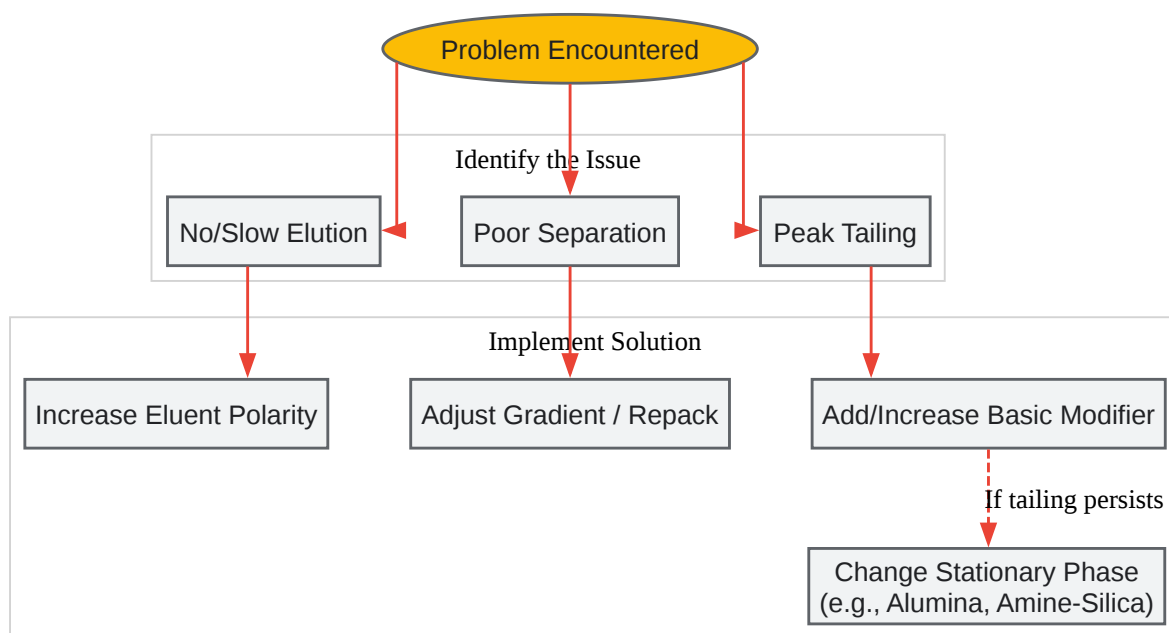 Problem Encountered
Identify the Issue
No/Slow Elution
Poor Separation
Peak Tailing
Implement Solution
Increase Eluent Polarity
Adjust Gradient / Repack
Add/Increase Basic Modifier
If tailing persists
Change Stationary Phase
(e.g., Alumina, Amine-Silica)